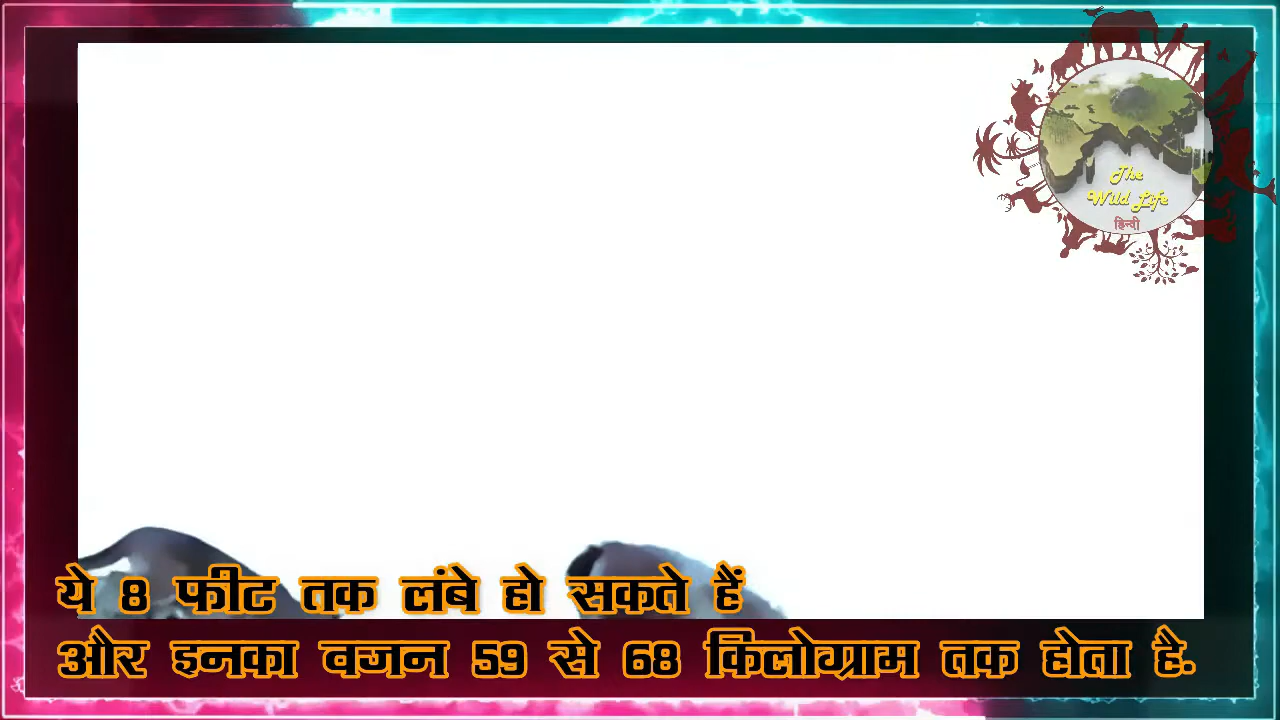 The
Wild Life
हिन्दी
ये 8 फीट तक लंबे हो सकते हैं
और इनका वजन 59 से 68 किलोग्राम तक होता है.